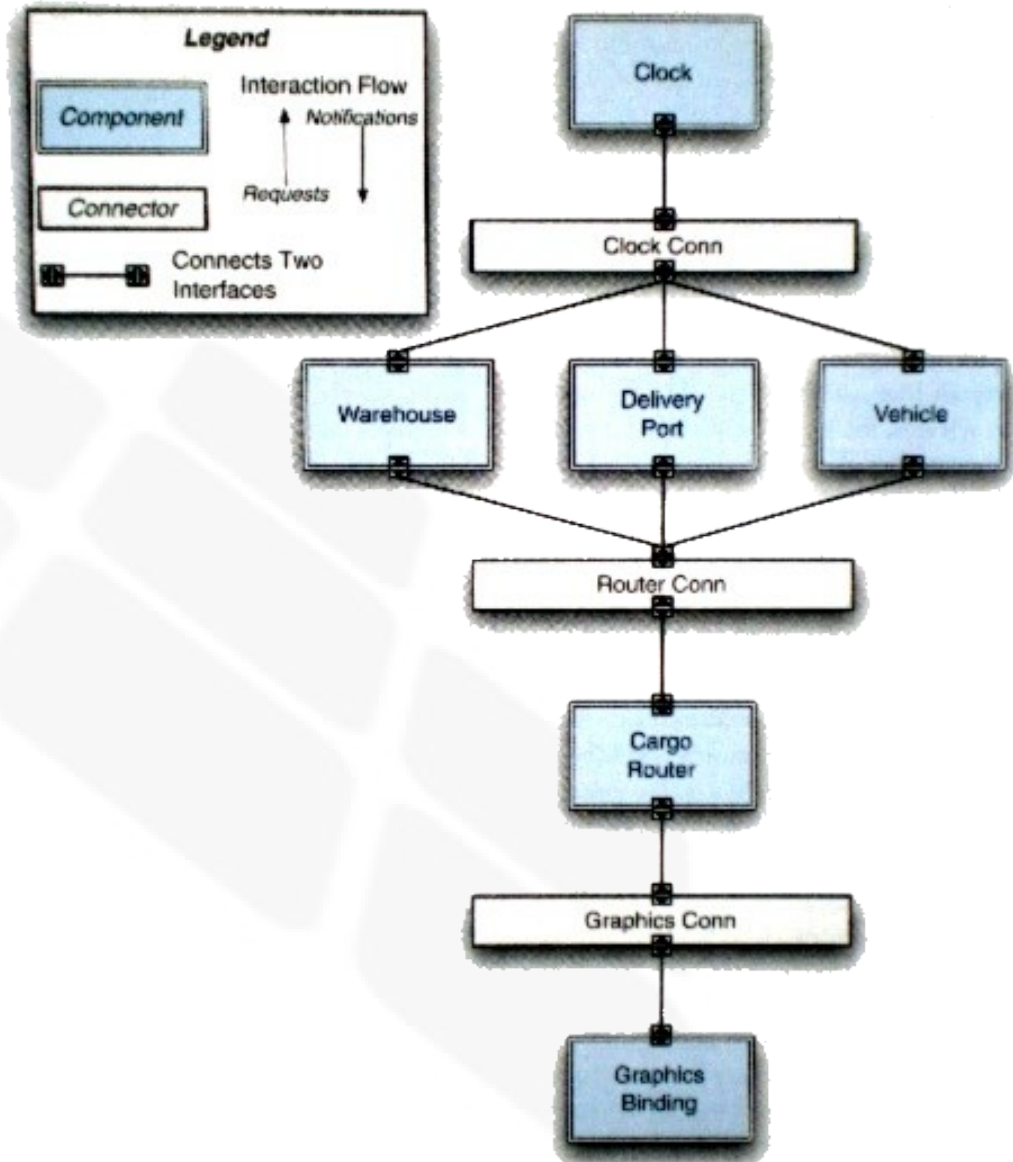 Legend
Component
Interaction Flow
Notifications
Requests
Connector
Connects Two
Interfaces
Clock
Clock Conn
Warehouse
Delivery
Port
Vehicle
Router Conn
Cargo
Router
Graphics Conn
Graphics
Binding